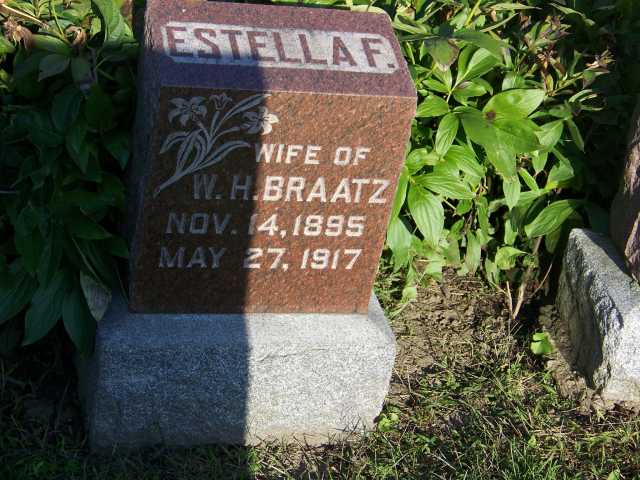 ESTELLA F.
WIFE OF
W. H. BRAATZ
NOV. 14, 1895
MAY 27, 1917